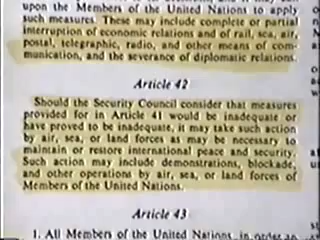 upon the Members of the United Nations to apply
such measures. These may include complete or partial
interruption of economic relations and of rail, sea, air,
postal, telegraphic, radio, and other means of com-
munication, and the severance of diplomatic relations.
Article 42
Should the Security Council consider that measures
provided for in Article 41 would be inadequate or
have proved to be inadequate, it may take such action
by air, sea, or land forces as may be necessary to
maintain or restore international peace and security.
Such action may include demonstrations, blockade,
and other operations by air, sea, or land forces of
Members of the United Nations.
Article 43
1. All Members of the United Nations, in order to